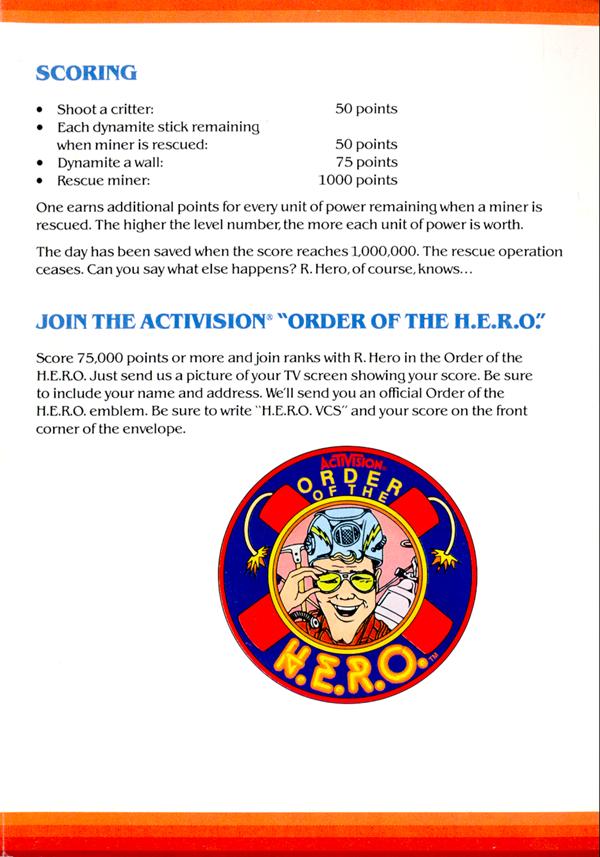 SCORING
• Shoot a critter: 50 points
• Each dynamite stick remaining
when miner is rescued: 50 points
• Dynamite a wall: 75 points
• Rescue miner: 1000 points
One earns additional points for every unit of power remaining when a miner is
rescued. The higher the level number, the more each unit of power is worth.
The day has been saved when the score reaches 1,000,000. The rescue operation
ceases. Can you say what else happens? R. Hero, of course, knows...
JOIN THE ACTIVISION® "ORDER OF THE H.E.R.O."
Score 75,000 points or more and join ranks with R. Hero in the Order of the
H.E.R.O. Just send us a picture of your TV screen showing your score. Be sure
to include your name and address. We'll send you an official Order of the
H.E.R.O. emblem. Be sure to write "H.E.R.O. VCS" and your score on the front
corner of the envelope.
ACTIVISION
ORDER
OF THE
H.E.R.O.™